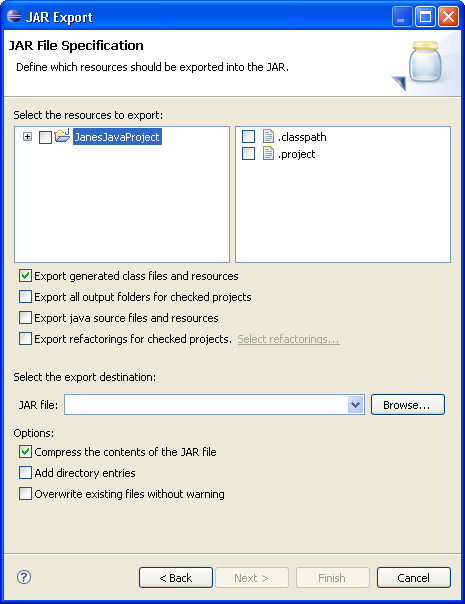 JAR Export
JAR File Specification
Define which resources should be exported into the JAR.
Select the resources to export:
JanesJavaProject
.classpath
.project
Export generated class files and resources
Export all output folders for checked projects
Export java source files and resources
Export refactorings for checked projects. Select refactorings...
Select the export destination:
JAR file: Browse...
Options:
Compress the contents of the JAR file
Add directory entries
Overwrite existing files without warning
? < Back Next > Finish Cancel